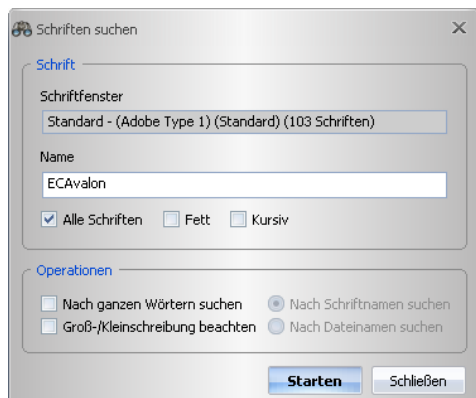 Schriften suchen
Schrift
Schriftfenster
Standard - (Adobe Type 1) (Standard) (103 Schriften)
Name
ECAvalon
Alle Schriften Fett Kursiv
Operationen
Nach ganzen Wörtern suchen Nach Schriftnamen suchen
Groß-/Kleinschreibung beachten Nach Dateinamen suchen
Starten Schließen